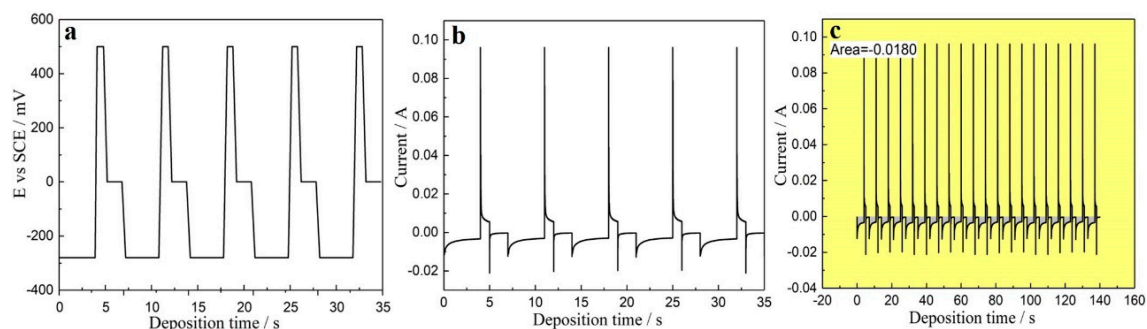 a
600
400
200
0
-200
-400
0 5 10 15 20 25 30 35
E vs SCE / mV
Deposition time / s
b
0.10
0.08
0.06
0.04
0.02
0.00
-0.02
0 5 10 15 20 25 30 35
Current / A
Deposition time / s
c
Area=-0.0180
0.10
0.08
0.06
0.04
0.02
0.00
-0.02
-0.04
-20 0 20 40 60 80 100 120 140 160
Current / A
Deposition time / s